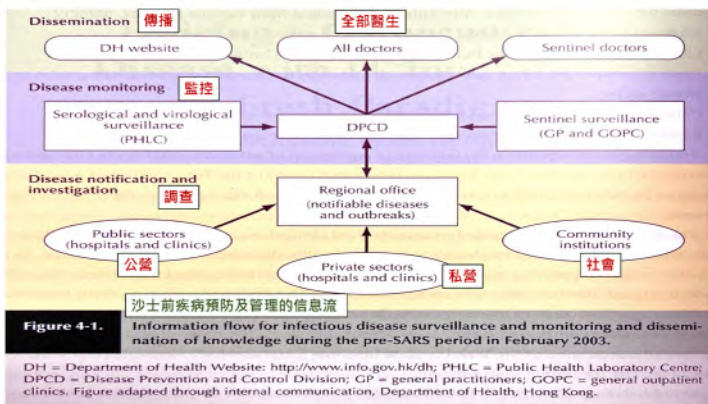 Dissemination 傳播
全部醫生
DH website
All doctors
Sentinel doctors
Disease monitoring 監控
Serological and virological
surveillance
(PHLC)
DPCD
Sentinel surveillance
(GP and GOPC)
Disease notification and
investigation
調查
Regional office
(notifiable diseases
and outbreaks)
Public sectors
(hospitals and clinics)
公營
Private sectors
(hospitals and clinics)
私營
Community
institutions
社會
沙士前疾病預防及管理的信息流
Figure 4-1. Information flow for infectious disease surveillance and monitoring and dissemi-
nation of knowledge during the pre-SARS period in February 2003.
DH = Department of Health Website: http://www.info.gov.hk/dh; PHLC = Public Health Laboratory Centre;
DPCD = Disease Prevention and Control Division; GP = general practitioners; GOPC = general outpatient
clinics. Figure adapted through internal communication, Department of Health, Hong Kong.